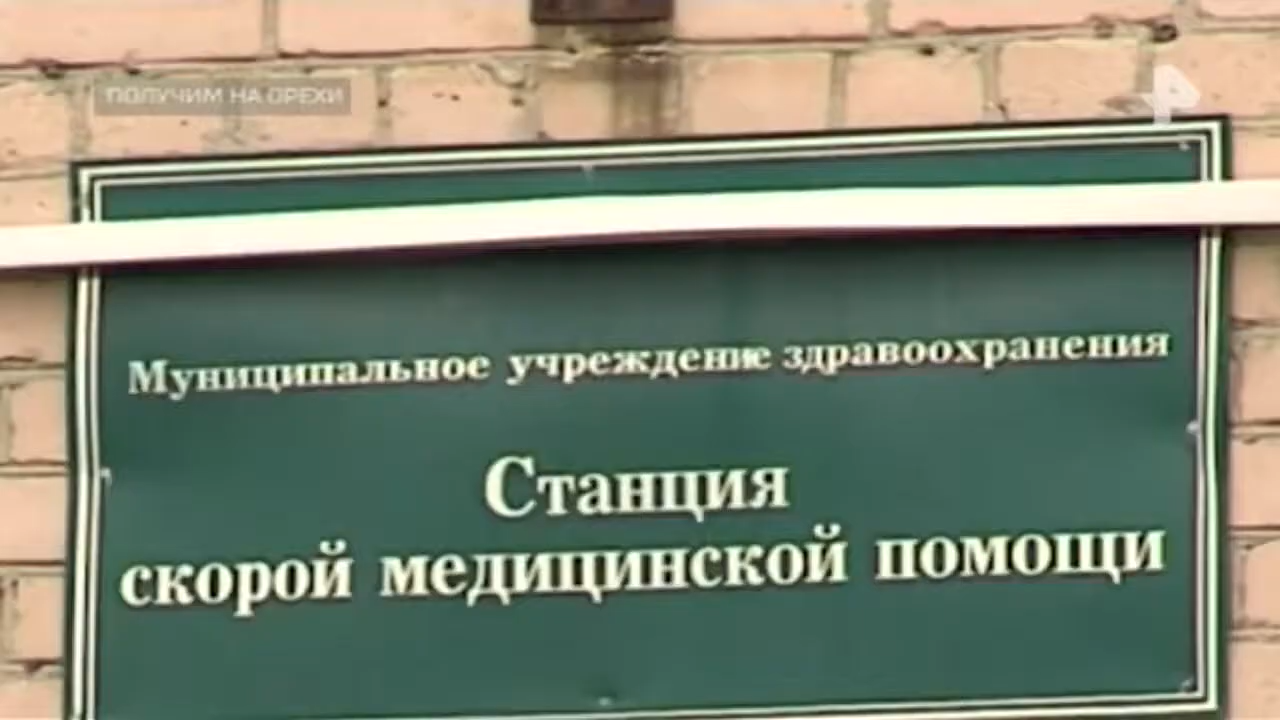 ПОЛУЧИМ НА ОРЕХИ
Муниципальное учреждение здравоохранения
Станция
скорой медицинской помощи